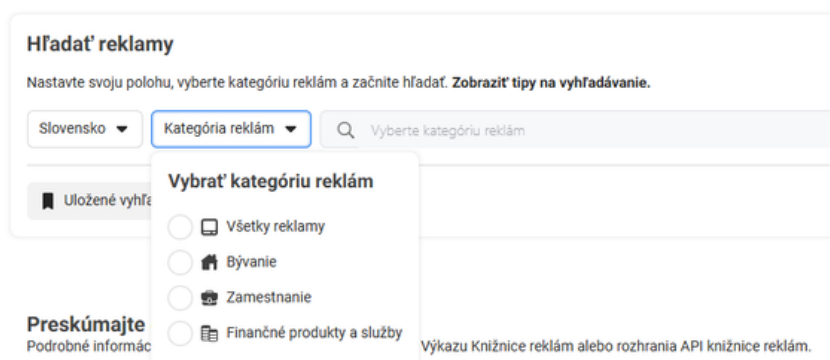 Hľadať reklamy
Nastavte svoju polohu, vyberte kategóriu reklám a začnite hľadať. Zobraziť tipy na vyhľadávanie.
Slovensko
Kategória reklám
Vyberte kategóriu reklám
Vybrať kategóriu reklám
Uložené
Všetky reklamy
Bývanie
Zamestnanie
Finančné produkty a služby
Preskúmajte
Podrobné
Výkazu Knižnice reklám alebo rozhrania API knižnice reklám.